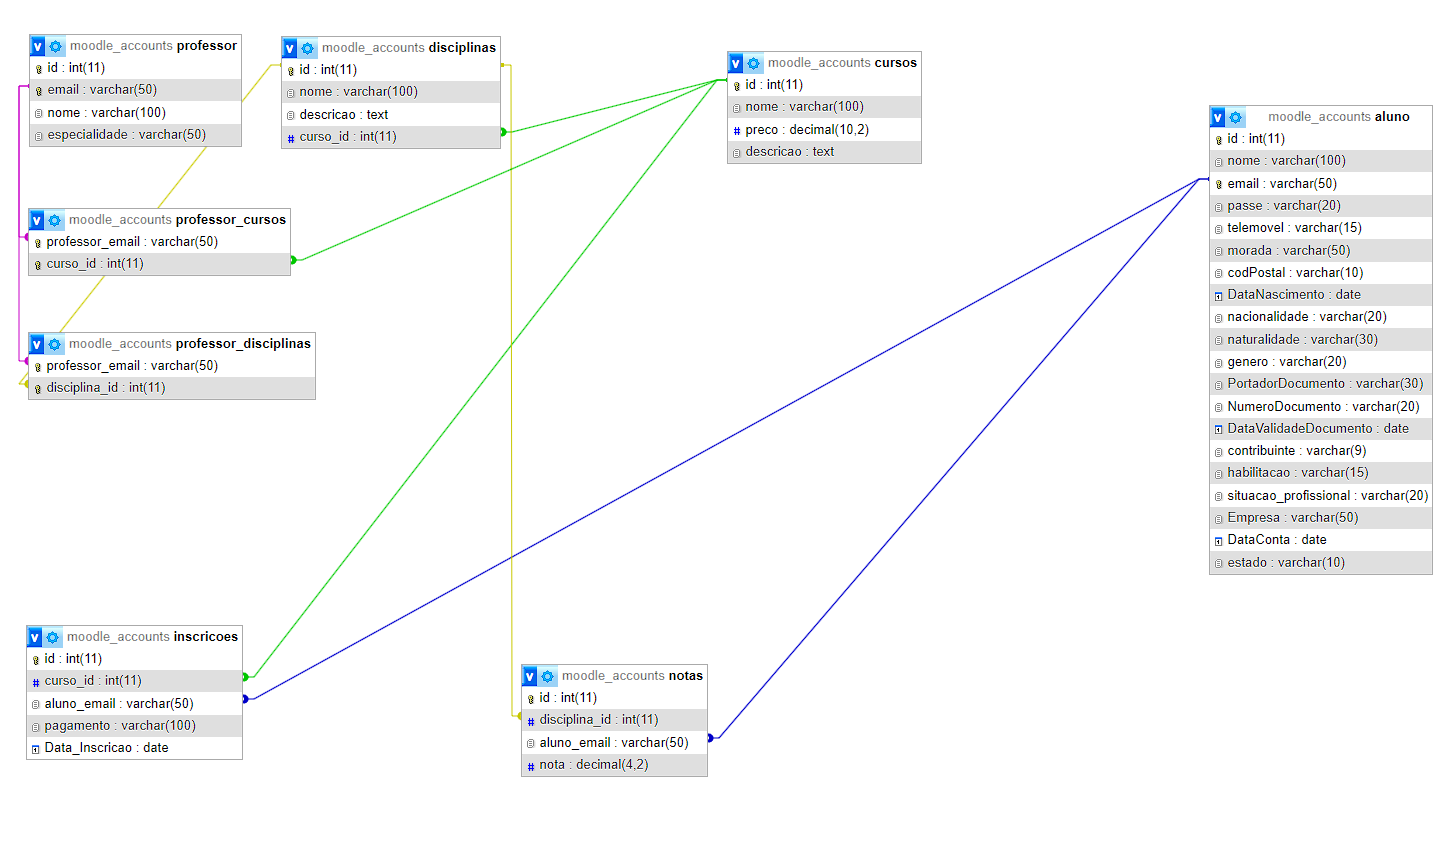 v moodle_accounts professor
id : int(11)
email : varchar(50)
nome : varchar(100)
especialidade : varchar(50)
v moodle_accounts disciplinas
id : int(11)
nome : varchar(100)
descricao : text
# curso_id : int(11)
v moodle_accounts cursos
id : int(11)
nome : varchar(100)
# preco : decimal(10,2)
descricao : text
v moodle_accounts aluno
id : int(11)
nome : varchar(100)
email : varchar(50)
passe : varchar(20)
telemovel : varchar(15)
morada : varchar(50)
codPostal : varchar(10)
DataNascimento : date
nacionalidade : varchar(20)
naturalidade : varchar(30)
genero : varchar(20)
PortadorDocumento : varchar(30)
NumeroDocumento : varchar(20)
DataValidadeDocumento : date
contribuinte : varchar(9)
habilitacao : varchar(15)
situacao_profissional : varchar(20)
Empresa : varchar(50)
DataConta : date
estado : varchar(10)
v moodle_accounts professor_cursos
professor_email : varchar(50)
curso_id : int(11)
v moodle_accounts professor_disciplinas
professor_email : varchar(50)
disciplina_id : int(11)
v moodle_accounts inscricoes
id : int(11)
# curso_id : int(11)
aluno_email : varchar(50)
pagamento : varchar(100)
Data_Inscricao : date
v moodle_accounts notas
id : int(11)
# disciplina_id : int(11)
aluno_email : varchar(50)
# nota : decimal(4,2)